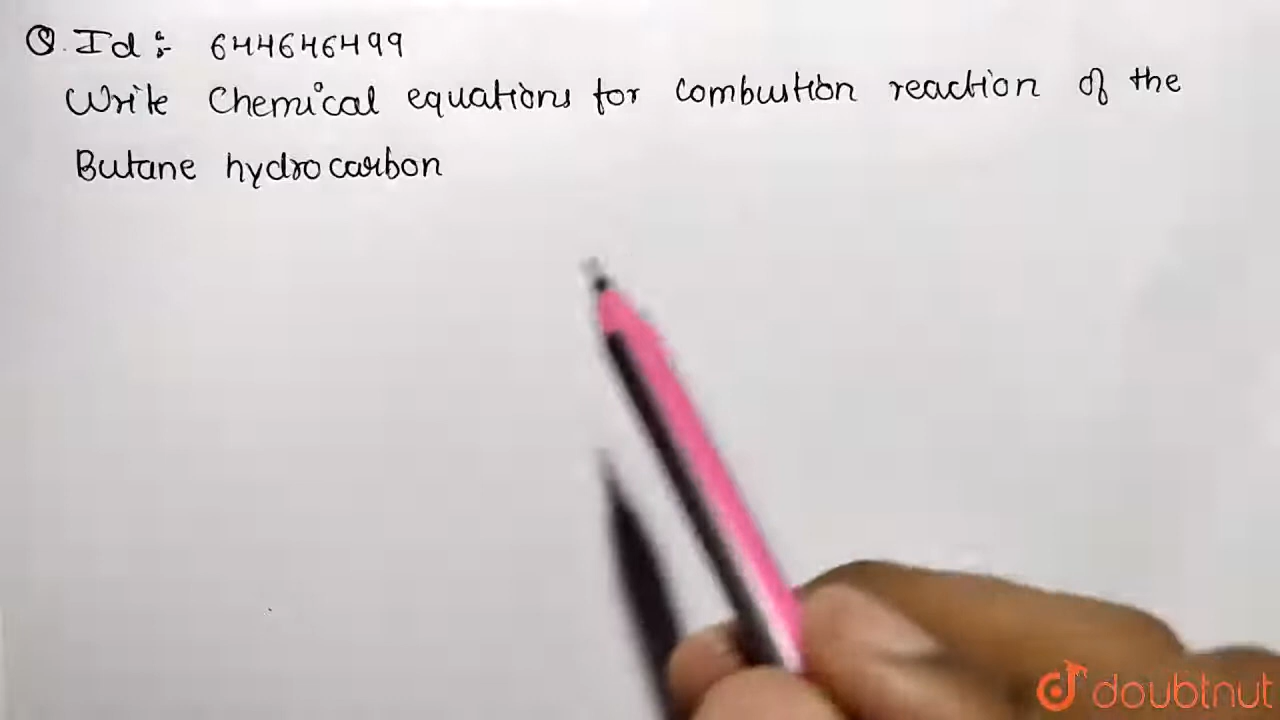 Q. Id :- 644646499
Write Chemical equations for combustion reaction of the
Butane hydrocarbon
doubtnut